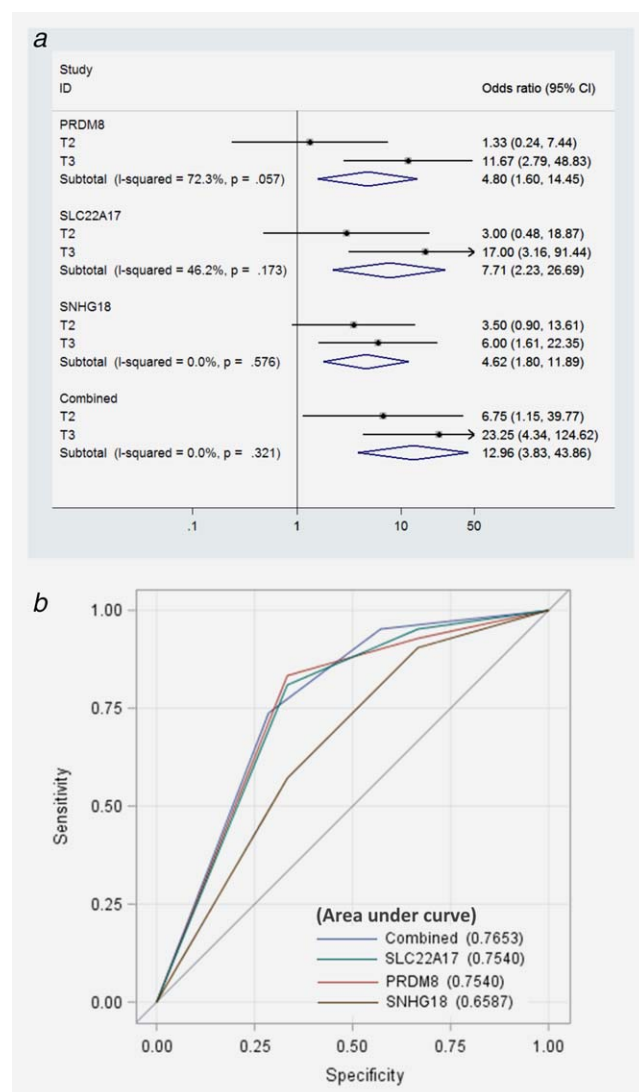 a
Study
ID Odds ratio (95% CI)
PRDM8
T2 1.33 (0.24, 7.44)
T3 11.67 (2.79, 48.83)
Subtotal (I-squared = 72.3%, p = .057) 4.80 (1.60, 14.45)
SLC22A17
T2 3.00 (0.48, 18.87)
T3 17.00 (3.16, 91.44)
Subtotal (I-squared = 46.2%, p = .173) 7.71 (2.23, 26.69)
SNHG18
T2 3.50 (0.90, 13.61)
T3 6.00 (1.61, 22.35)
Subtotal (I-squared = 0.0%, p = .576) 4.62 (1.80, 11.89)
Combined
T2 6.75 (1.15, 39.77)
T3 23.25 (4.34, 124.62)
Subtotal (I-squared = 0.0%, p = .321) 12.96 (3.83, 43.86)
.1 1 10 50
b
1.00
0.75
Sensitivity
0.50
0.25
0.00
(Area under curve)
Combined (0.7653)
SLC22A17 (0.7540)
PRDM8 (0.7540)
SNHG18 (0.6587)
0.00 0.25 0.50 0.75 1.00
Specificity